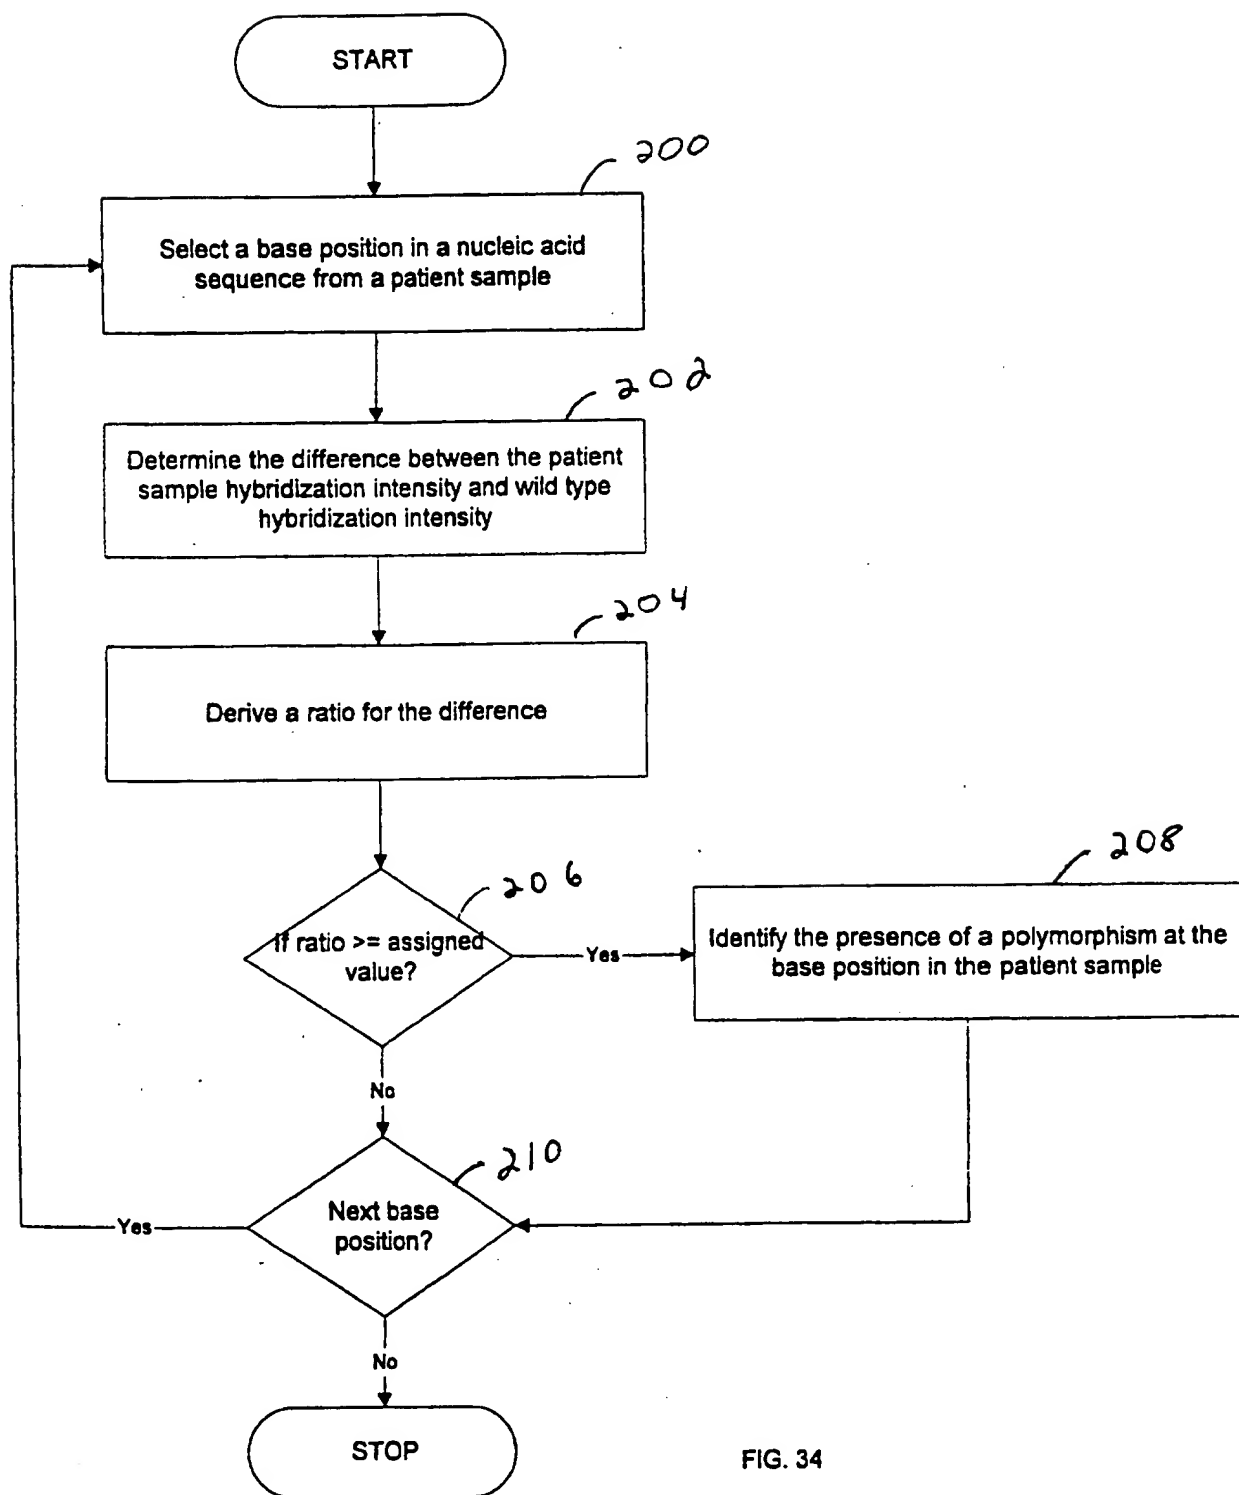 START
200
Select a base position in a nucleic acid
sequence from a patient sample
202
Determine the difference between the patient
sample hybridization intensity and wild type
hybridization intensity
204
Derive a ratio for the difference
206
If ratio >= assigned
value?
Yes
208
Identify the presence of a polymorphism at the
base position in the patient sample
No
210
Next base
position?
Yes
No
STOP
FIG. 34